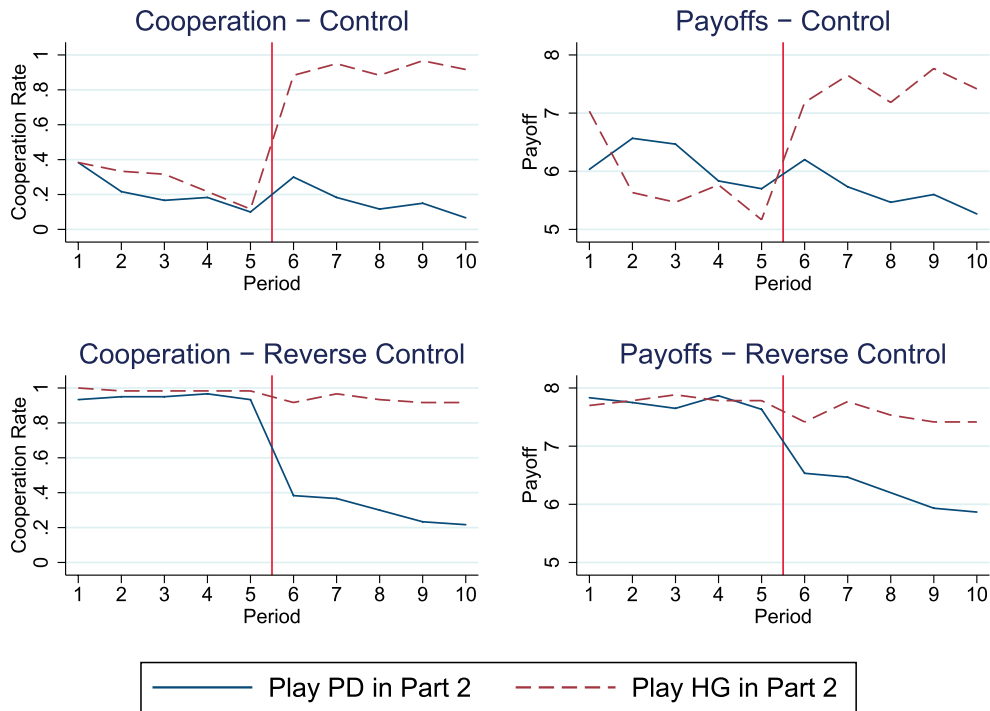 Cooperation − Control
Cooperation Rate
0 .2 .4 .6 .8 1
1 2 3 4 5 6 7 8 9 10
Period
Payoffs − Control
Payoff
5 6 7 8
1 2 3 4 5 6 7 8 9 10
Period
Cooperation − Reverse Control
Cooperation Rate
0 .2 .4 .6 .8 1
1 2 3 4 5 6 7 8 9 10
Period
Payoffs − Reverse Control
Payoff
5 6 7 8
1 2 3 4 5 6 7 8 9 10
Period
Play PD in Part 2
Play HG in Part 2